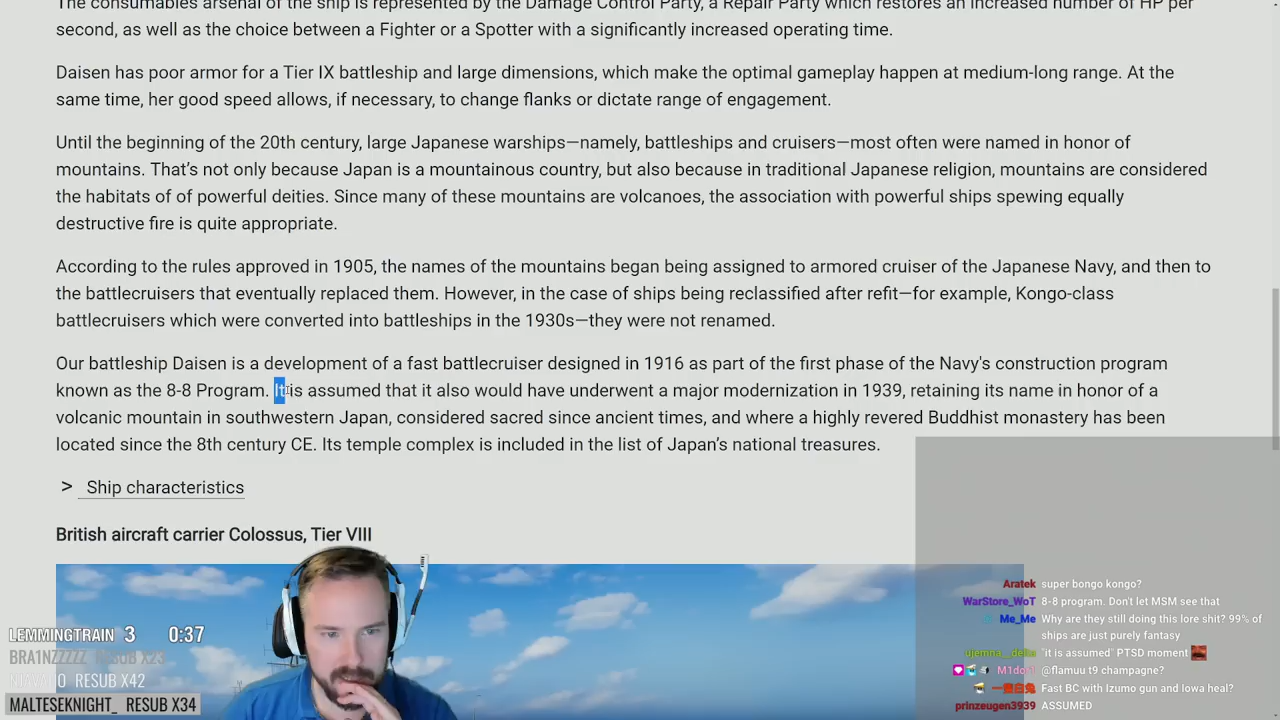 The consumables arsenal of the ship is represented by the Damage Control Party, a Repair Party which restores an increased number of HP per
second, as well as the choice between a Fighter or a Spotter with a significantly increased operating time.
Daisen has poor armor for a Tier IX battleship and large dimensions, which make the optimal gameplay happen at medium-long range. At the
same time, her good speed allows, if necessary, to change flanks or dictate range of engagement.
Until the beginning of the 20th century, large Japanese warships—namely, battleships and cruisers—most often were named in honor of
mountains. That's not only because Japan is a mountainous country, but also because in traditional Japanese religion, mountains are considered
the habitats of of powerful deities. Since many of these mountains are volcanoes, the association with powerful ships spewing equally
destructive fire is quite appropriate.
According to the rules approved in 1905, the names of the mountains began being assigned to armored cruiser of the Japanese Navy, and then to
the battlecruisers that eventually replaced them. However, in the case of ships being reclassified after refit—for example, Kongo-class
battlecruisers which were converted into battleships in the 1930s—they were not renamed.
Our battleship Daisen is a development of a fast battlecruiser designed in 1916 as part of the first phase of the Navy's construction program
known as the 8-8 Program. It is assumed that it also would have underwent a major modernization in 1939, retaining its name in honor of a
volcanic mountain in southwestern Japan, considered sacred since ancient times, and where a highly revered Buddhist monastery has been
located since the 8th century CE. Its temple complex is included in the list of Japan's national treasures.
> Ship characteristics
British aircraft carrier Colossus, Tier VIII
Aratek super bongo kongo?
WarStore_WoT 8-8 program. Don't let MSM see that
Me_Me Why are they still doing this lore shit? 99% of
ships are just purely fantasy
"it is assumed" PTSD moment
@flamuu t9 champagne?
Fast BC with Izumo gun and Iowa heal?
prinzeugen3939 ASSUMED
LEMMINGTRAIN 3 0:37
BRA1NZZZZZ RESUB X23
RESUB X42
MALTESEKNIGHT_ RESUB X34